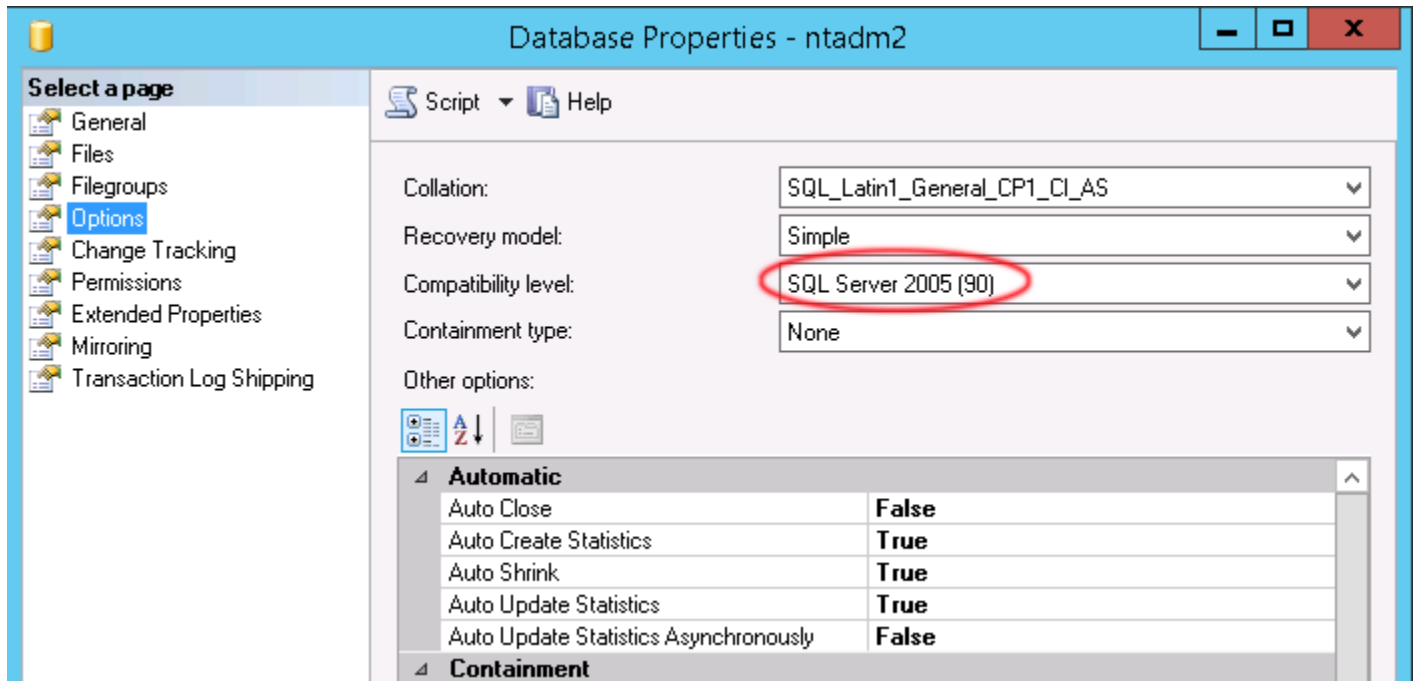 Database Properties - ntadm2
Select a page
General
Files
Filegroups
Options
Change Tracking
Permissions
Extended Properties
Mirroring
Transaction Log Shipping
Script Help
Collation: SQL_Latin1_General_CP1_CI_AS
Recovery model: Simple
Compatibility level: SQL Server 2005 (90)
Containment type: None
Other options:
A
Z
Automatic
Auto Close False
Auto Create Statistics True
Auto Shrink True
Auto Update Statistics True
Auto Update Statistics Asynchronously False
Containment